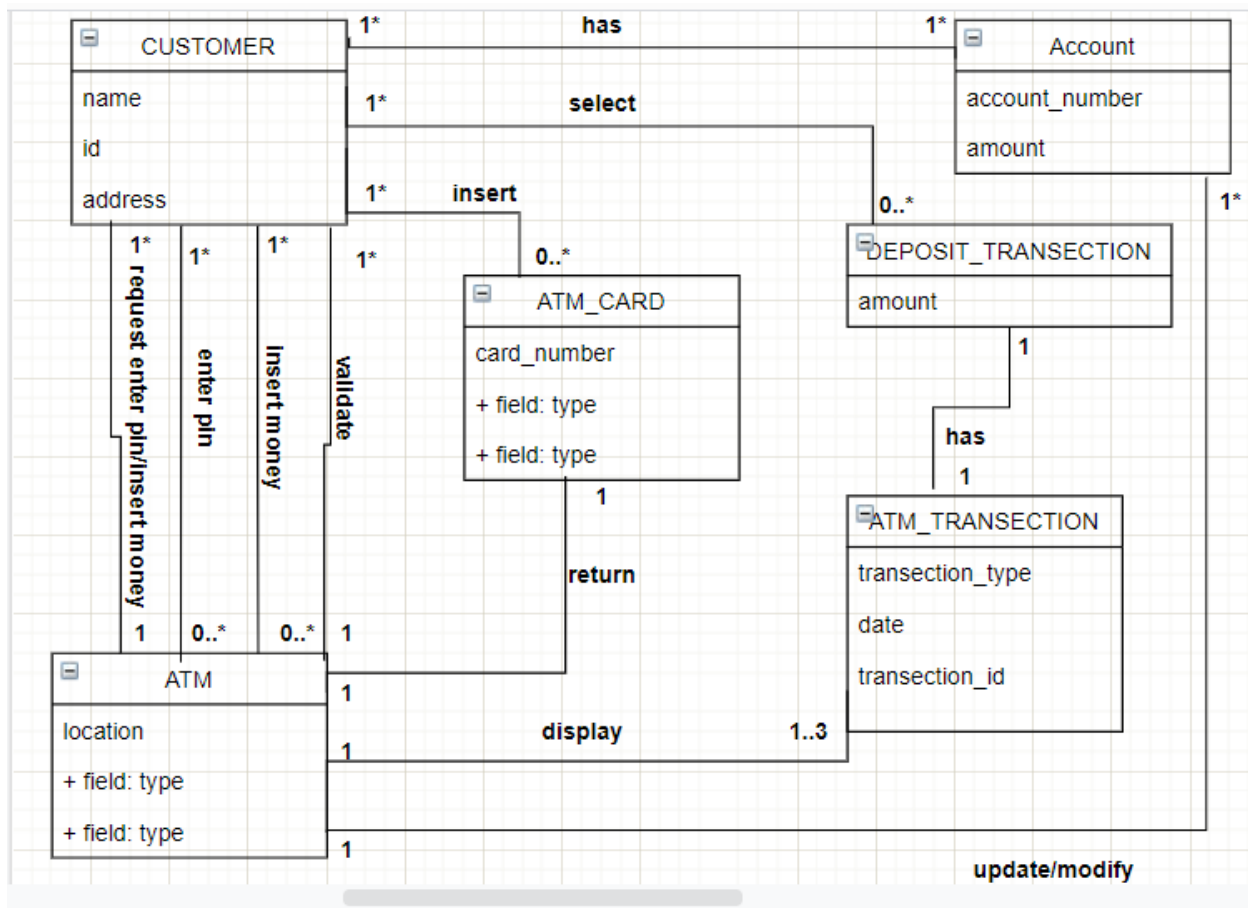 CUSTOMER
name
id
address
1*
has
1*
Account
account_number
amount
1*
select
0..*
1*
insert
0..*
1*
DEPOSIT_TRANSECTION
amount
1
has
1
ATM_CARD
card_number
+ field: type
+ field: type
1
return
1
1*
request enter pin/insert money
1
1*
enter pin
0..*
1*
insert money
0..*
1*
validate
1
ATM_TRANSECTION
transection_type
date
transection_id
ATM
location
+ field: type
+ field: type
1
display
1..3
1
update/modify